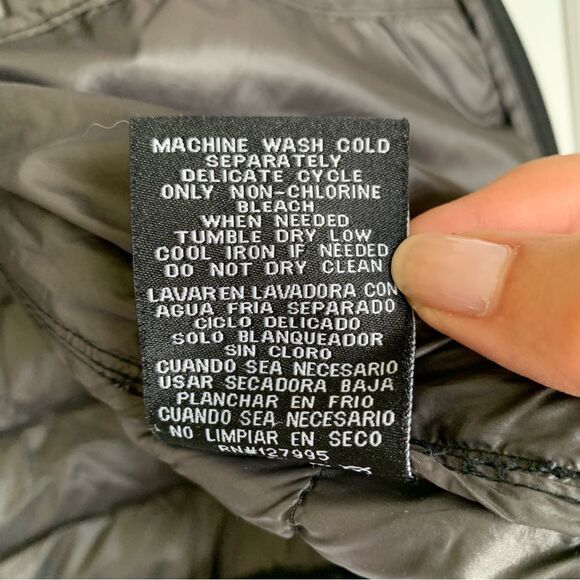 MACHINE WASH COLD
SEPARATELY
DELICATE CYCLE
ONLY NON-CHLORINE
BLEACH
WHEN NEEDED
TUMBLE DRY LOW
COOL IRON IF NEEDED
DO NOT DRY CLEAN
LAVAR EN LAVADORA CON
AGUA FRIA SEPARADO
CICLO DELICADO
SOLO BLANQUEADOR
SIN CLORO
CUANDO SEA NECESARIO
USAR SECADORA BAJA
PLANCHAR EN FRIO
CUANDO SEA NECESARIO
NO LIMPIAR EN SECO
RN#127995